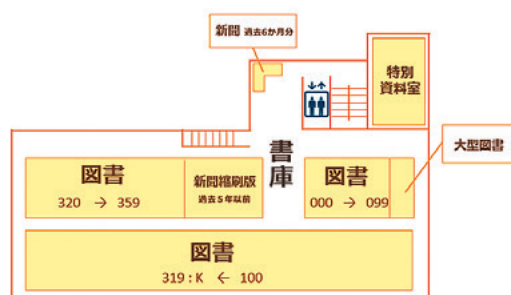 新聞 過去6か月分
特別
資料室
大型図書
書庫
図書
320 → 359
新聞縮刷版
過去5年以前
図書
000 → 099
図書
319:K ← 100